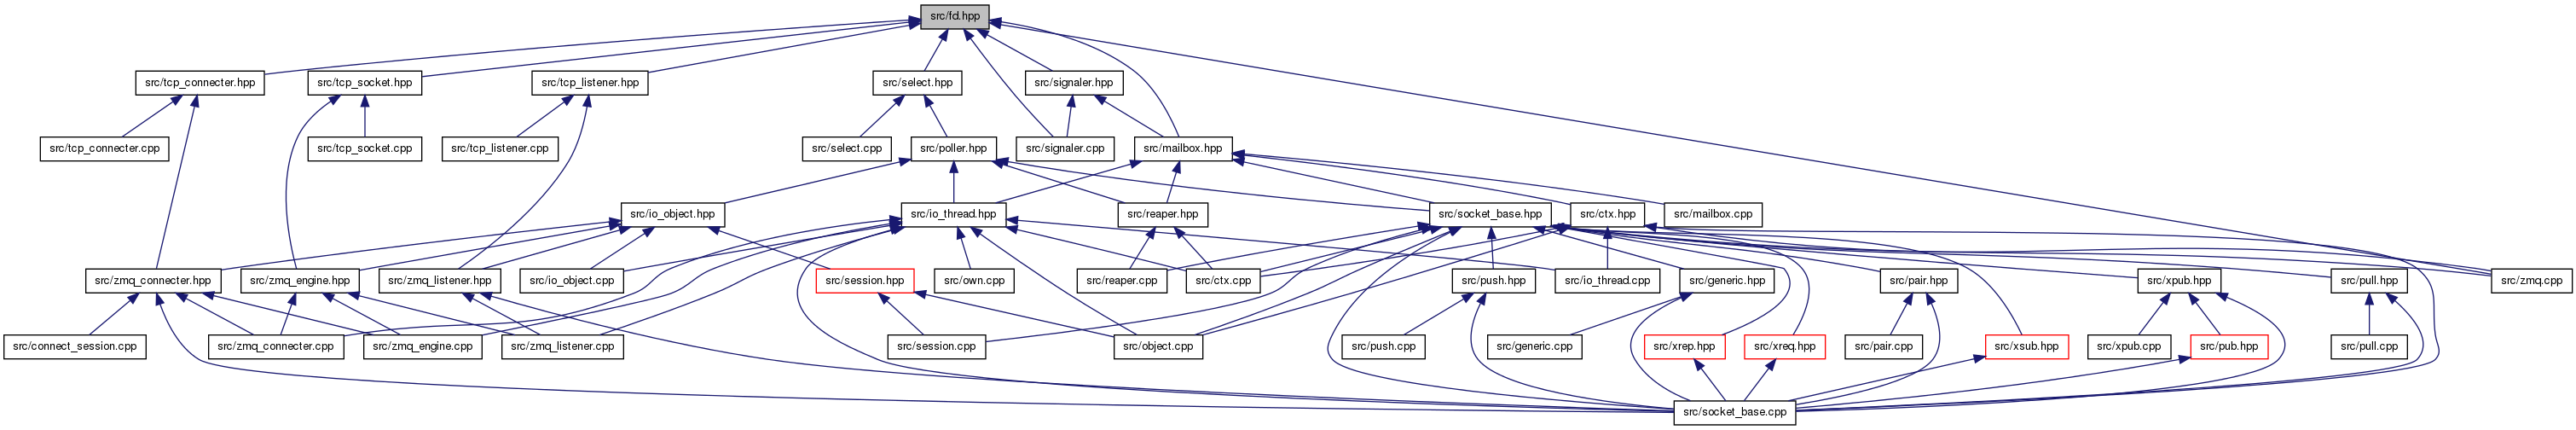 src/fd.hpp
src/tcp_connecter.hpp
src/tcp_socket.hpp
src/tcp_listener.hpp
src/select.hpp
src/signaler.hpp
src/tcp_connecter.cpp
src/tcp_socket.cpp
src/tcp_listener.cpp
src/select.cpp
src/poller.hpp
src/signaler.cpp
src/mailbox.hpp
src/io_object.hpp
src/io_thread.hpp
src/reaper.hpp
src/socket_base.hpp
src/ctx.hpp
src/mailbox.cpp
src/zmq_connecter.hpp
src/zmq_engine.hpp
src/zmq_listener.hpp
src/io_object.cpp
src/session.hpp
src/own.cpp
src/reaper.cpp
src/ctx.cpp
src/push.hpp
src/io_thread.cpp
src/generic.hpp
src/pair.hpp
src/xpub.hpp
src/pull.hpp
src/zmq.cpp
src/connect_session.cpp
src/zmq_connecter.cpp
src/zmq_engine.cpp
src/zmq_listener.cpp
src/session.cpp
src/object.cpp
src/push.cpp
src/generic.cpp
src/xrep.hpp
src/xreq.hpp
src/pair.cpp
src/xsub.hpp
src/xpub.cpp
src/pub.hpp
src/pull.cpp
src/socket_base.cpp